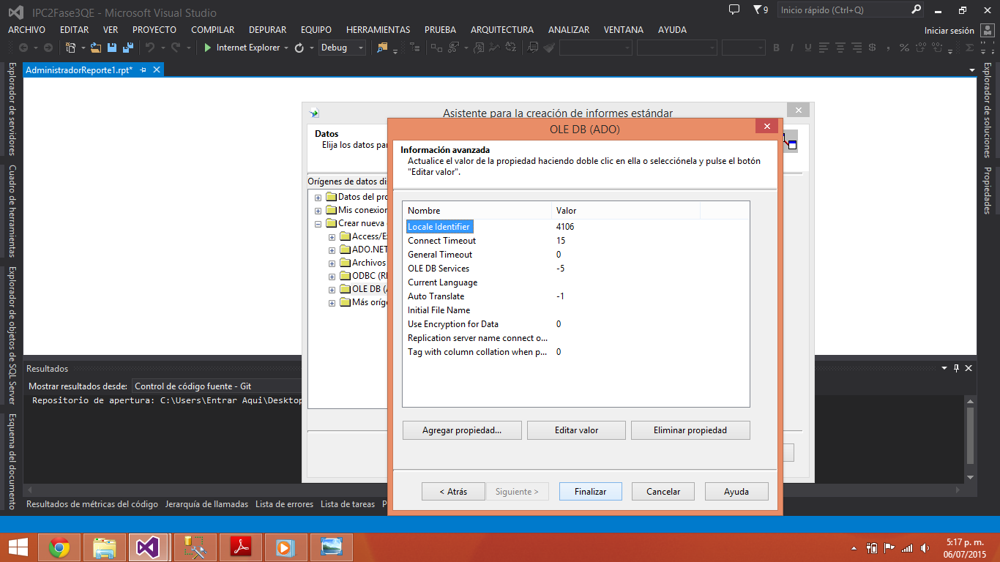 IPC2Fase3QE - Microsoft Visual Studio
9
Inicio rápido (Ctrl+Q)
ARCHIVO EDITAR VER PROYECTO COMPILAR DEPURAR EQUIPO HERRAMIENTAS PRUEBA ARQUITECTURA ANALIZAR VENTANA AYUDA
Iniciar sesión
Internet Explorer
Debug
Explorador de servidores
Cuadro de herramientas
Explorador de objetos de SQL Server
Esquema del documento
AdministradorReporte1.rpt*
Explorador de soluciones
Propiedades
Asistente para la creación de informes estándar
Datos
Elija los datos
Orígenes de datos
Datos del
Mis
Crear nueva
Archivos
ODBC
OLE DB
Más
OLE DB (ADO)
Información avanzada
Actualice el valor de la propiedad haciendo doble clic en ella o selecciónela y pulse el botón
"Editar valor".
Nombre Valor
Locale Identifier 4106
Connect Timeout 15
General Timeout 0
OLE DB Services -5
Current Language
Auto Translate -1
Initial File Name
Use Encryption for Data 0
Replication server name connect o...
Tag with column collation when p... 0
Agregar propiedad... Editar valor Eliminar propiedad
< Atrás Siguiente > Finalizar Cancelar Ayuda
Resultados
Mostrar resultados desde: Control de código fuente - Git
Repositorio de apertura: C:\Users\Entrar Aqui\Desktop
Resultados de métricas del código Jerarquía de llamadas Lista de errores Lista de tareas
5:17 p. m.
06/07/2015